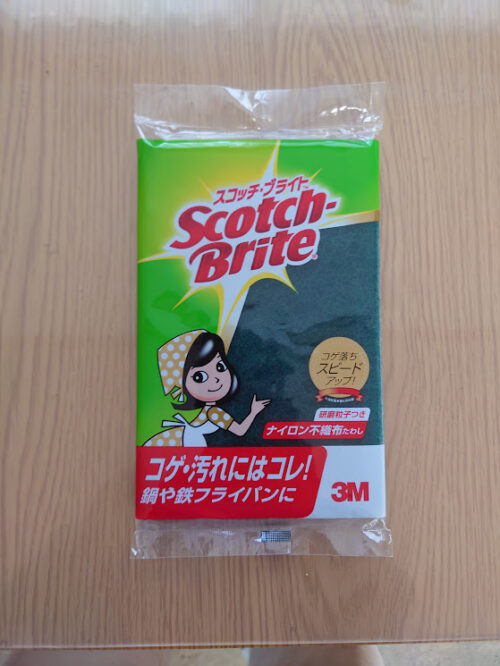 スコッチ・ブライト
Scotch-
Brite
コゲ落ち
スピード
アップ!
研磨粒子つき
ナイロン不織布たわし
コゲ・汚れにはコレ!
鍋や鉄フライパンに
3M